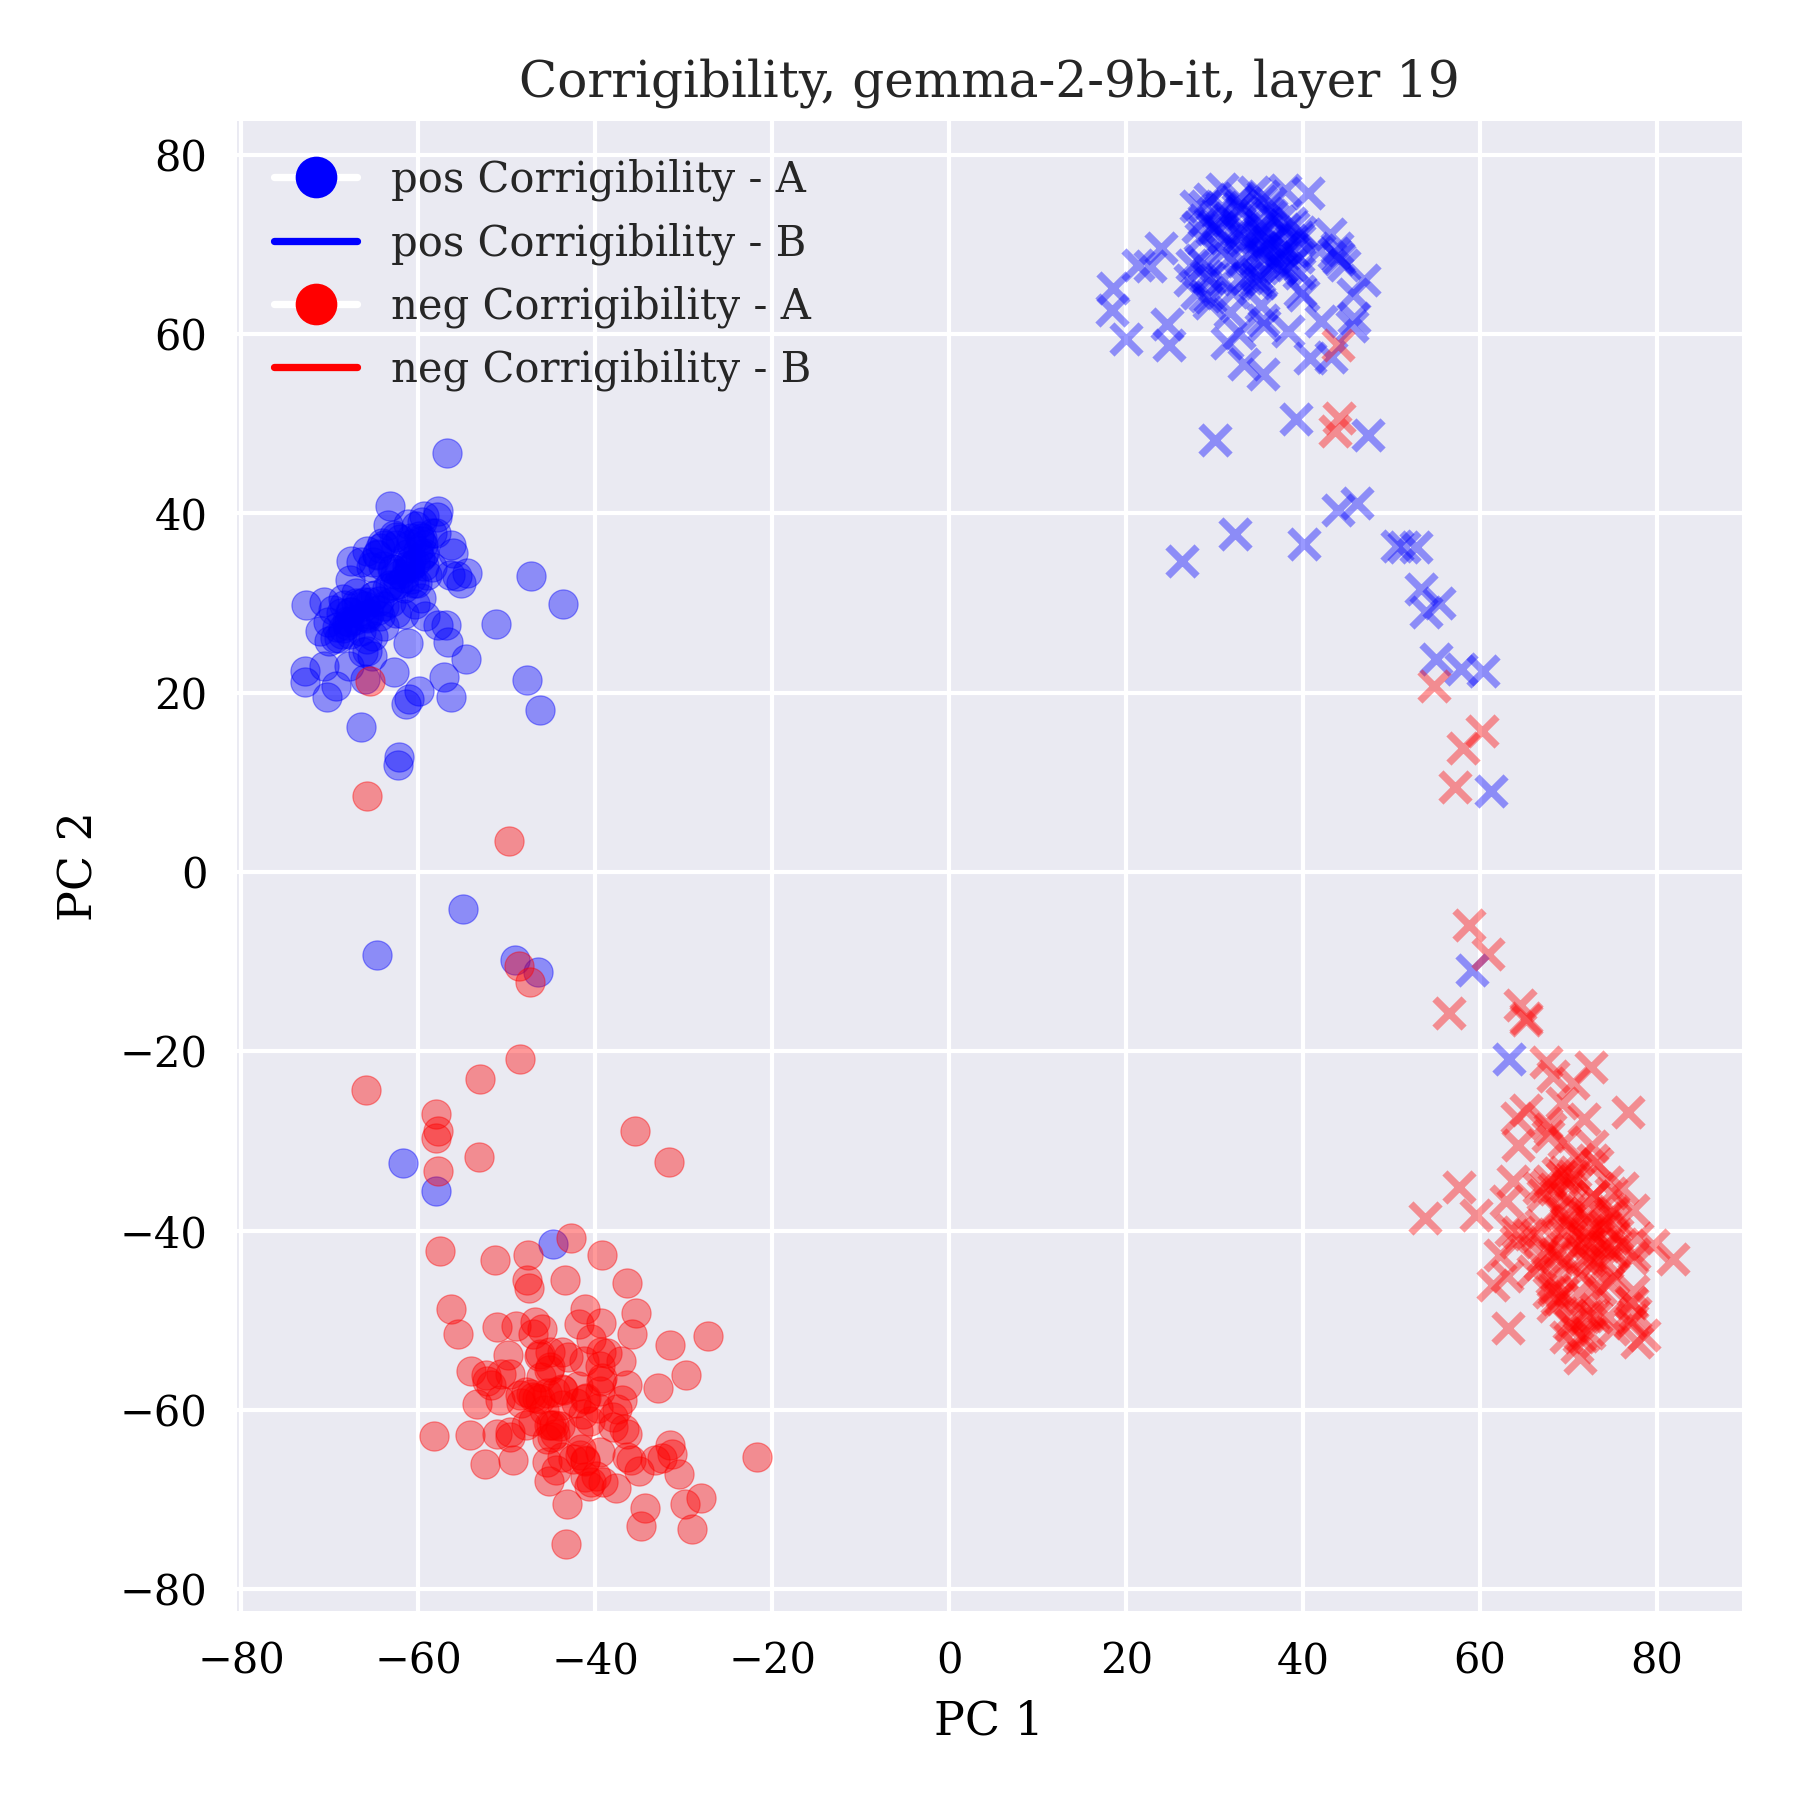 Corrigibility, gemma-2-9b-it, layer 19
pos Corrigibility - A
pos Corrigibility - B
neg Corrigibility - A
neg Corrigibility - B
80
60
40
20
0
−20
−40
−60
−80
PC 2
−80 −60 −40 −20 0 20 40 60 80
PC 1